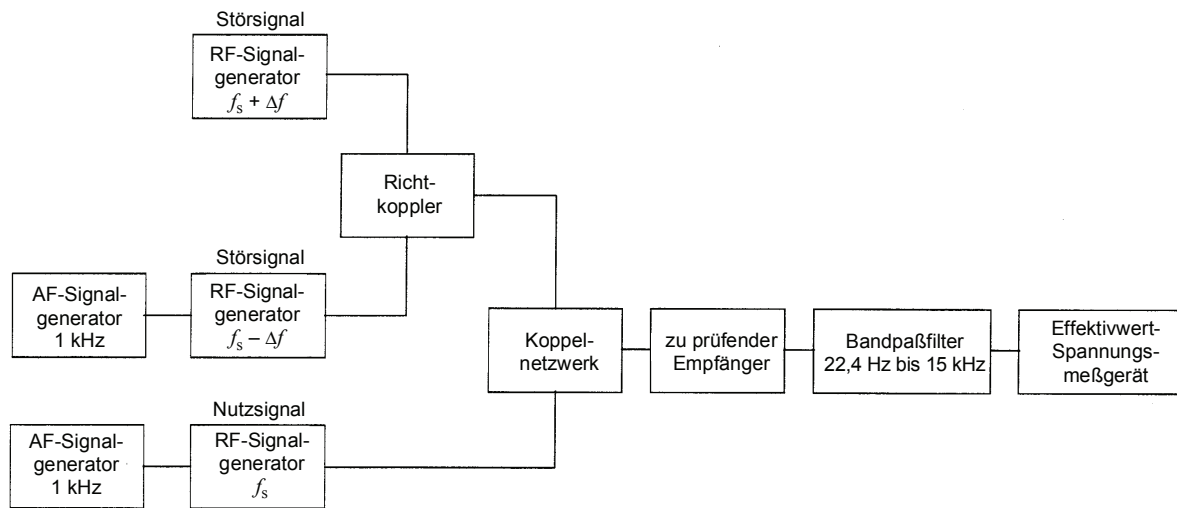 Störsignal
RF-Signal-
generator
fs + Δf
Richt-
koppler
Störsignal
AF-Signal-
generator
1 kHz
RF-Signal-
generator
fs − Δf
Koppel-
netzwerk
zu prüfender
Empfänger
Bandpaßfilter
22,4 Hz bis 15 kHz
Effektivwert-
Spannungs-
meßgerät
Nutzsignal
AF-Signal-
generator
1 kHz
RF-Signal-
generator
fs